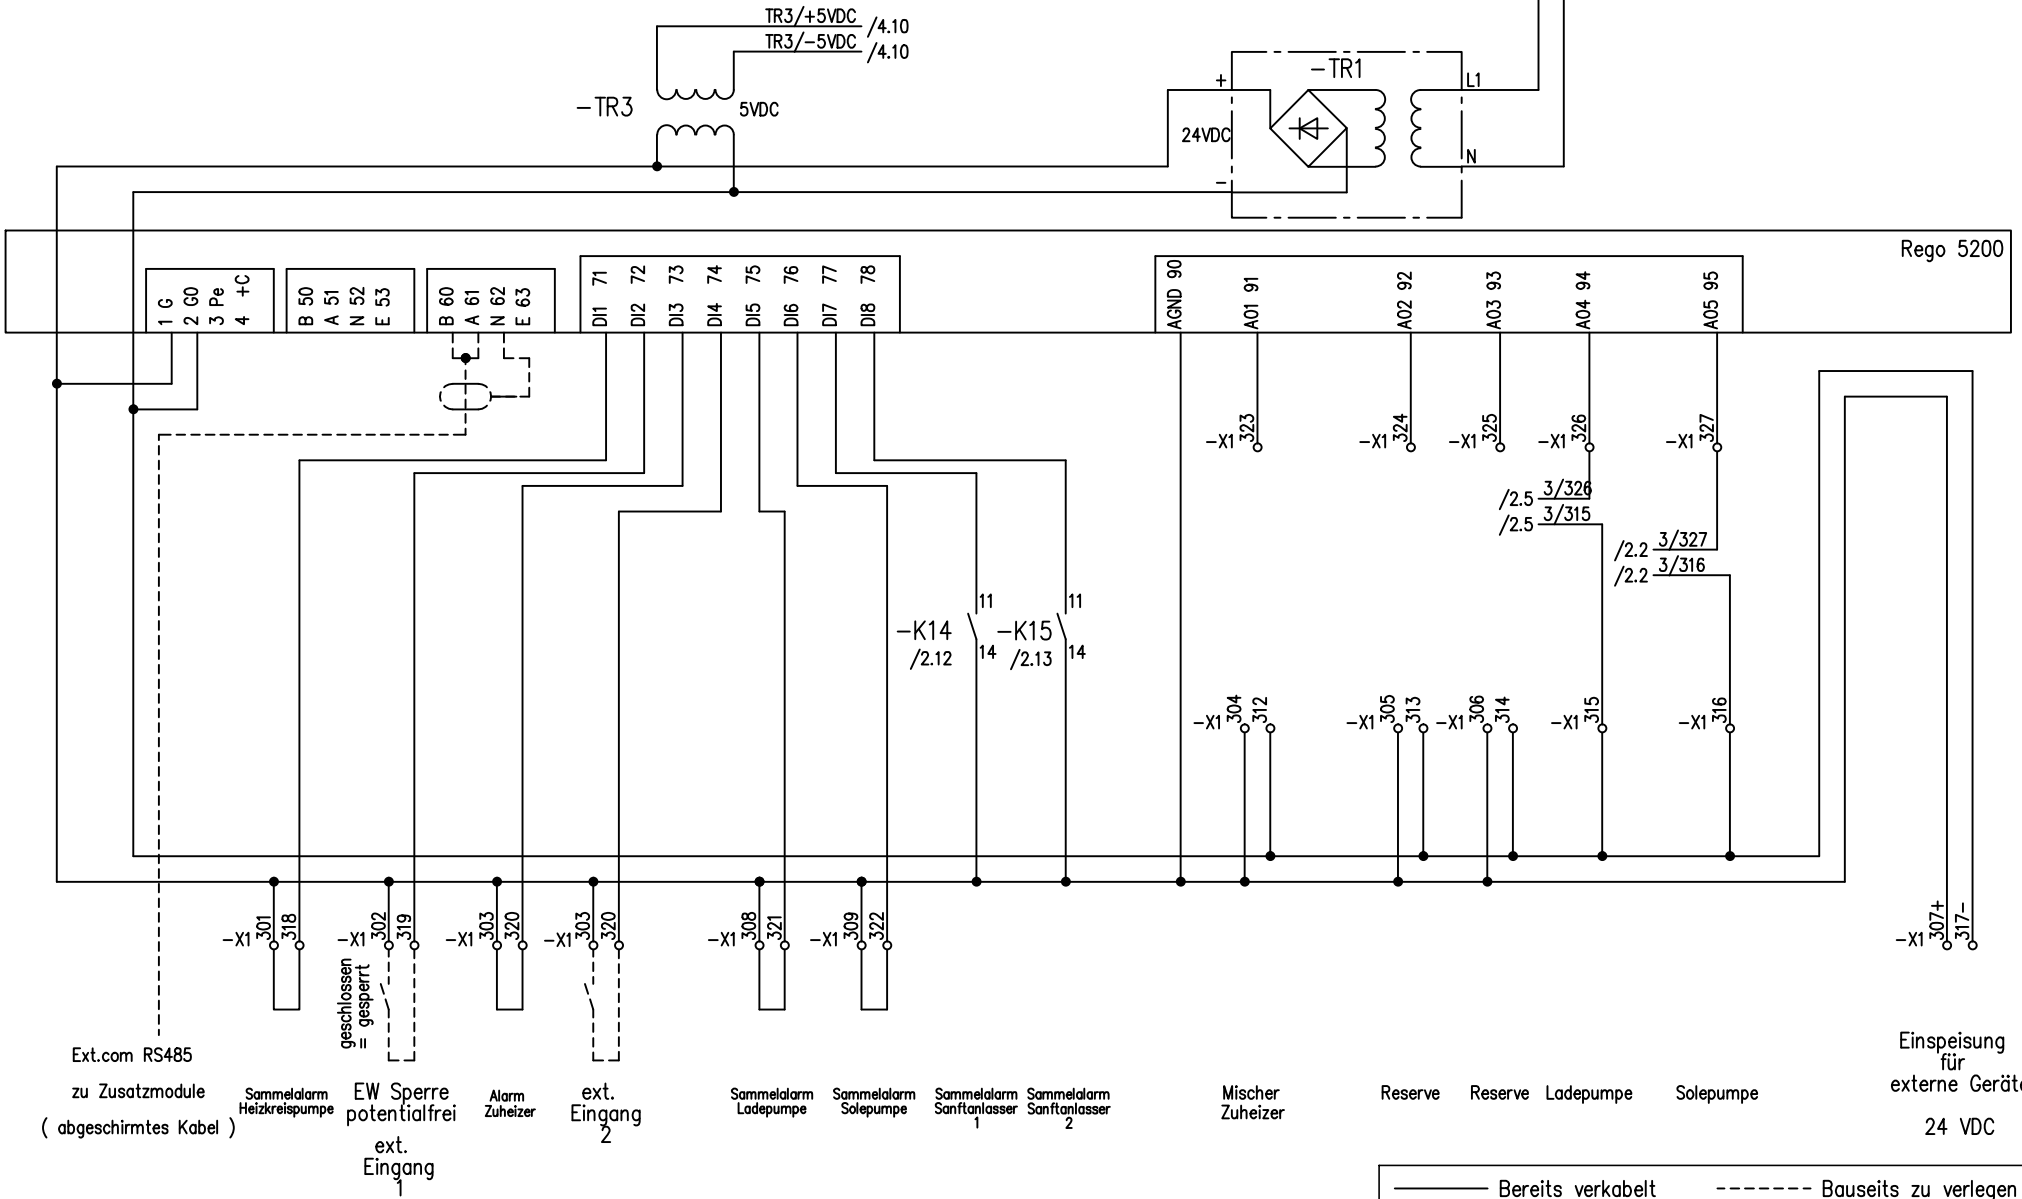 TR3/+5VDC /4.10
TR3/-5VDC /4.10
-TR3
5VDC
-TR1
+
24VDC
-
L1
N
Rego 5200
1 G
2 G0
3 Pe
4 +C
B 50
A 51
N 52
E 53
B 60
A 61
N 62
E 63
DI1 71
DI2 72
DI3 73
DI4 74
DI5 75
DI6 76
DI7 77
DI8 78
AGND 90
A01 91
A02 92
A03 93
A04 94
A05 95
-X1 323
-X1 324
-X1 325
-X1 326
-X1 327
/2.5 3/326
/2.5 3/315
/2.2 3/327
/2.2 3/316
-K14
/2.12
11
14
-K15
/2.13
11
14
-X1 304 312
-X1 305 313
-X1 306 314
-X1 315
-X1 316
-X1 301 318
-X1 302 319
-X1 303 320
-X1 303 320
-X1 308 321
-X1 309 322
-X1 307+ 317-
geschlossen
= gesperrt
Ext.com RS485
zu Zusatzmodule
( abgeschirmtes Kabel )
Sammelalarm
Heizkreispumpe
EW Sperre
potentialfrei
ext.
Eingang
1
Alarm
Zuheizer
ext.
Eingang
2
Sammelalarm
Ladepumpe
Sammelalarm
Solepumpe
Sammelalarm
Sanftanlasser
1
Sammelalarm
Sanftanlasser
2
Mischer
Zuheizer
Reserve
Reserve
Ladepumpe
Solepumpe
Einspeisung
für
externe Geräte
24 VDC
Bereits verkabelt
Bauseits zu verlegen